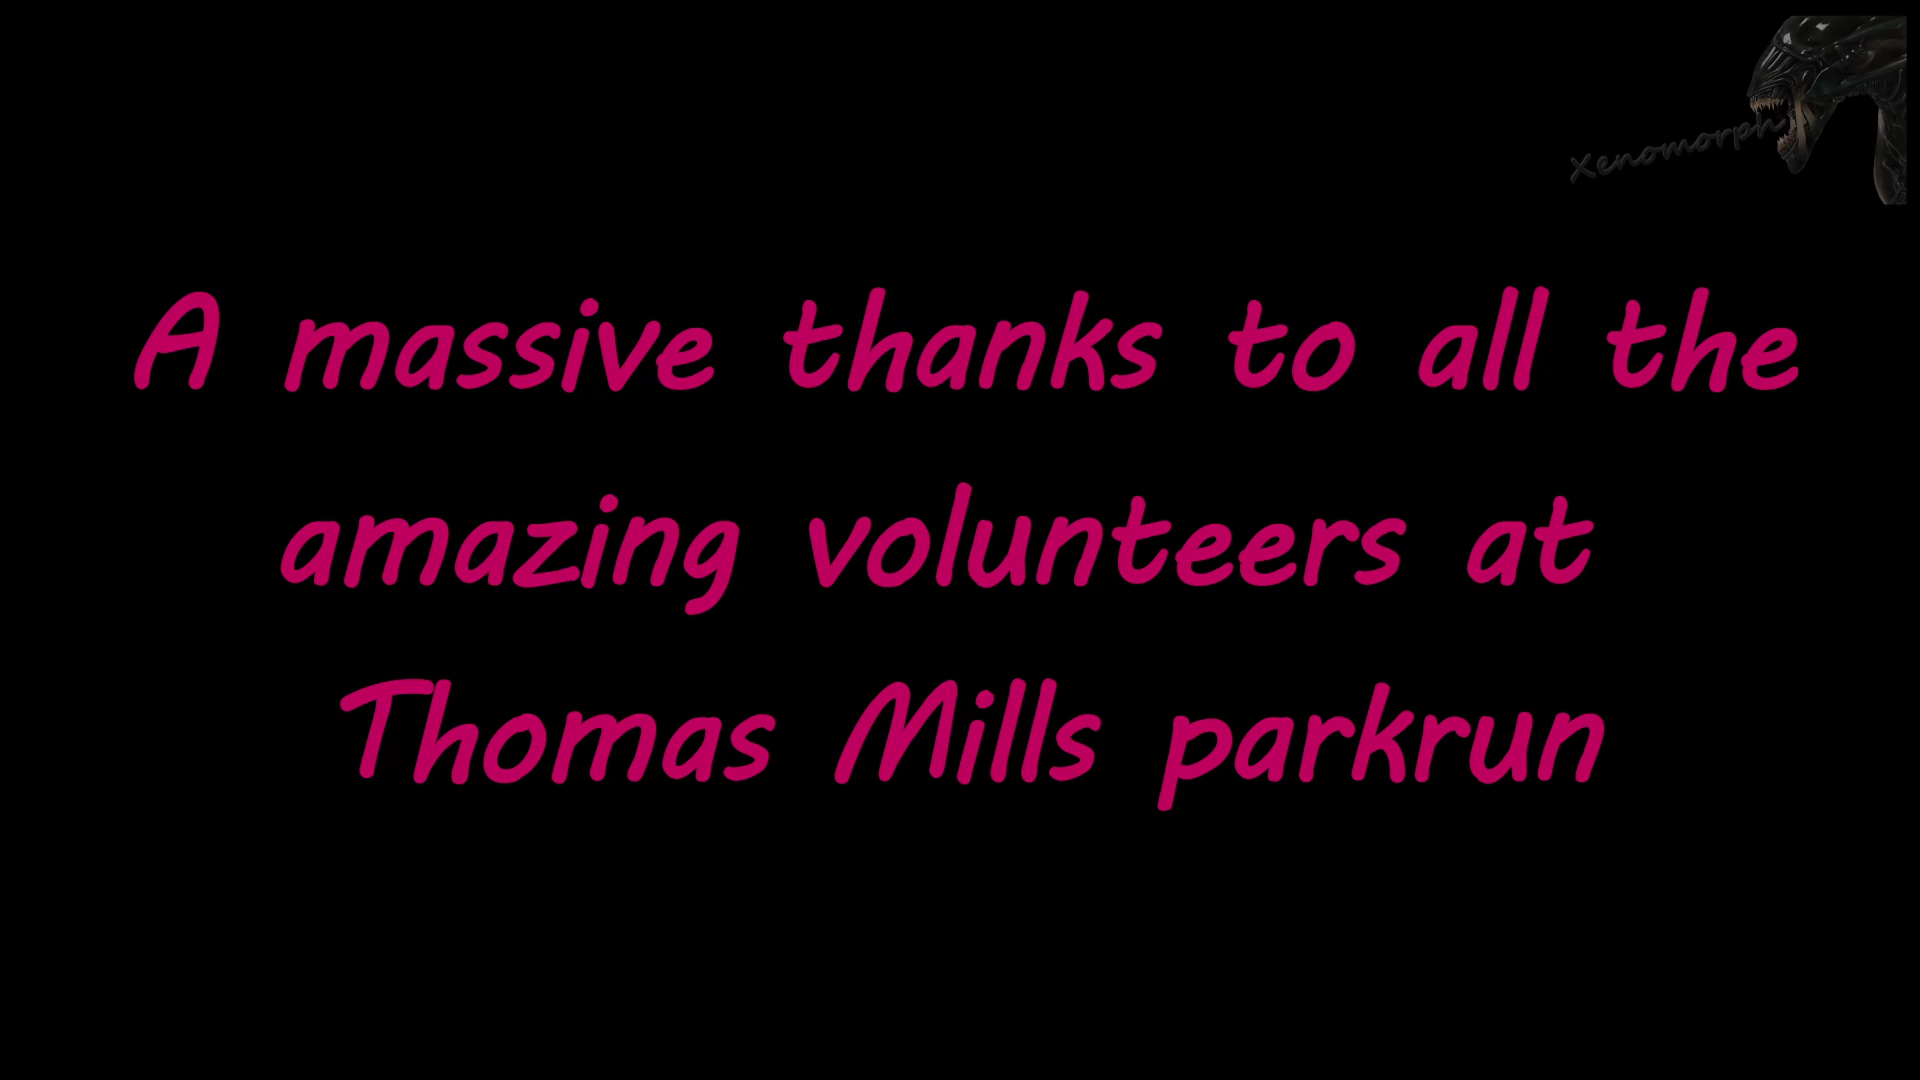 Xenomorph
A massive thanks to all the
amazing volunteers at
Thomas Mills parkrun